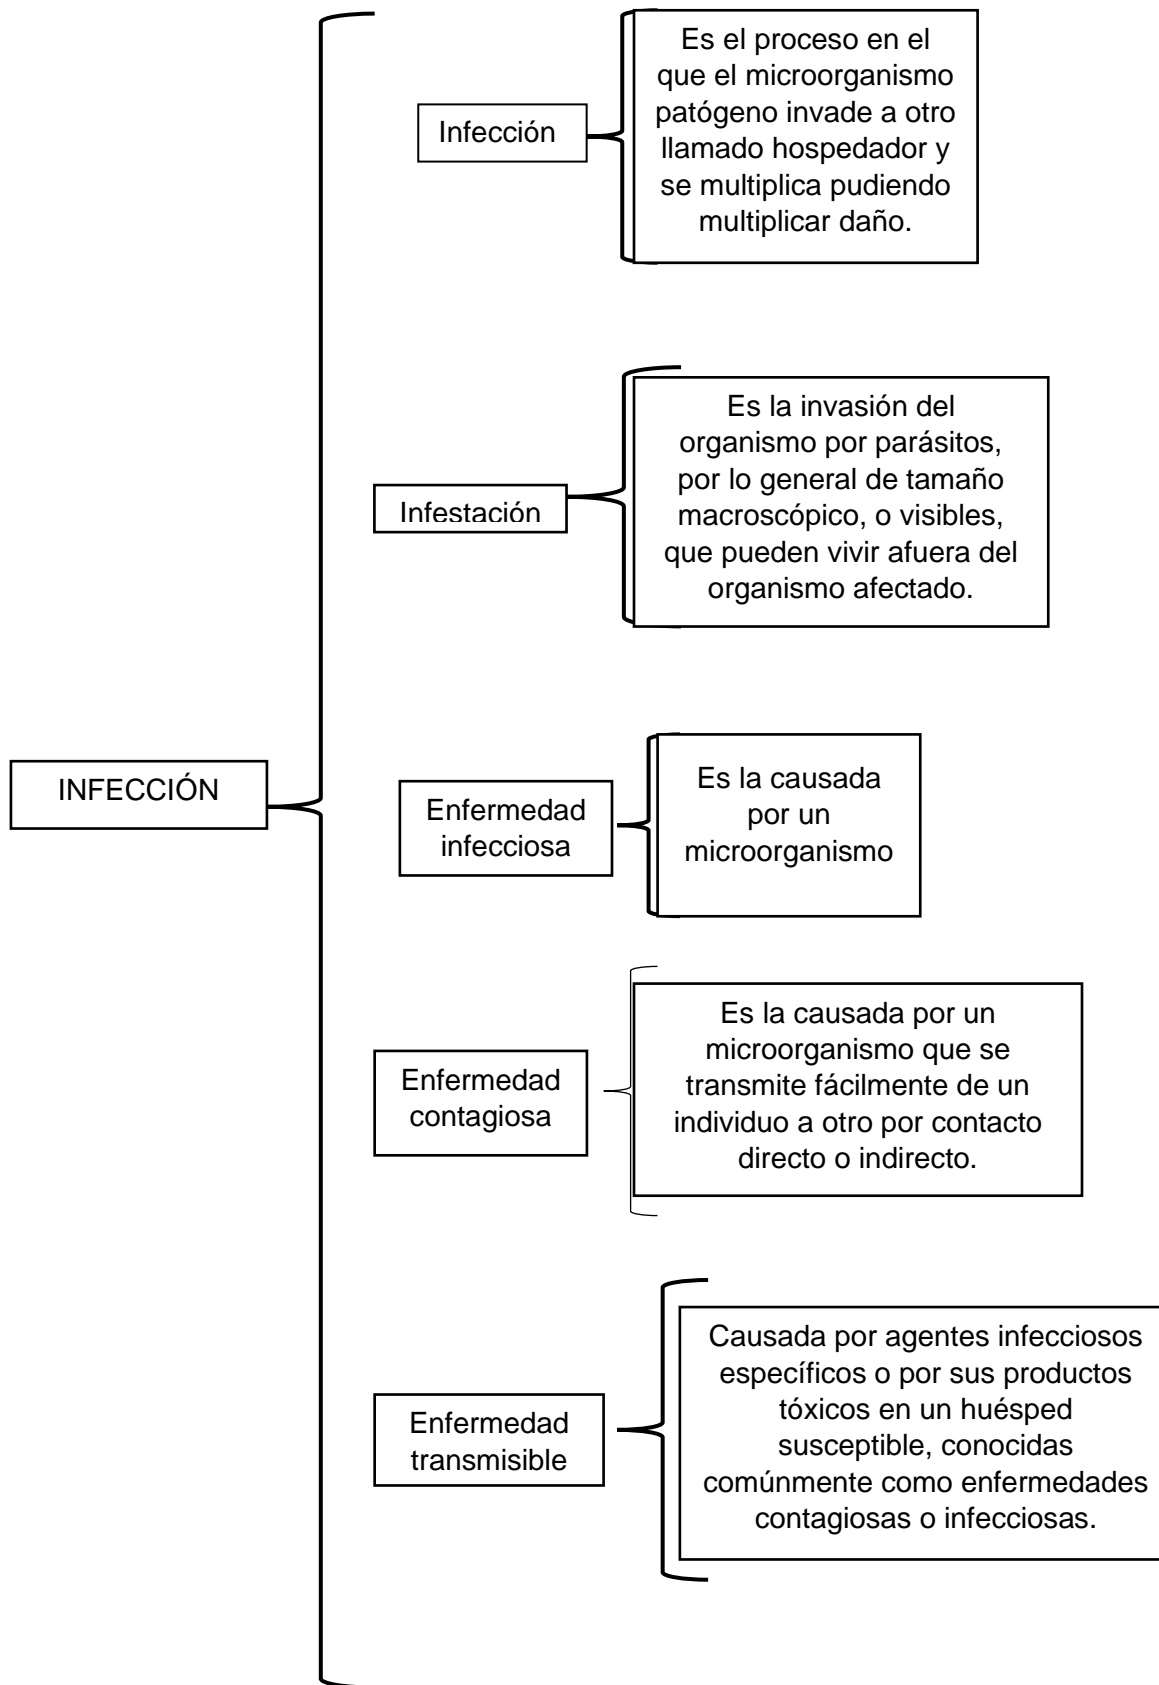 INFECCIÓN
Infección
Es el proceso en el
que el microorganismo
patógeno invade a otro
llamado hospedador y
se multiplica pudiendo
multiplicar daño.
Infestación
Es la invasión del
organismo por parásitos,
por lo general de tamaño
macroscópico, o visibles,
que pueden vivir afuera del
organismo afectado.
Enfermedad
infecciosa
Es la causada
por un
microorganismo
Enfermedad
contagiosa
Es la causada por un
microorganismo que se
transmite fácilmente de un
individuo a otro por contacto
directo o indirecto.
Enfermedad
transmisible
Causada por agentes infecciosos
específicos o por sus productos
tóxicos en un huésped
susceptible, conocidas
comúnmente como enfermedades
contagiosas o infecciosas.